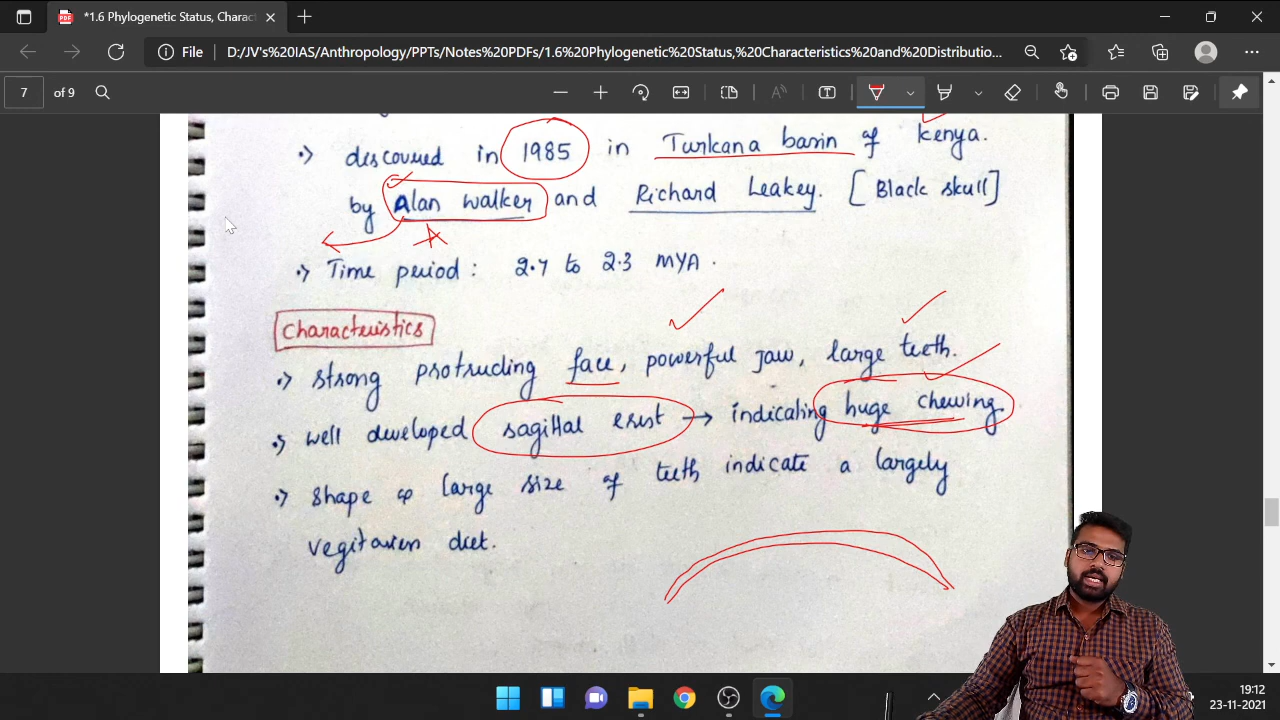 *1.6 Phylogenetic Status, Charac
File D:/JV's%20IAS/Anthropology/PPTs/Notes%20PDFs/1.6%20Phylogenetic%20Status,%20Characteristics%20and%20Distributio...
7 of 9
discovered in 1985 in Turkana basin of Kenya.
by Alan walker and Richard Leakey. [Black skull]
Time period : 2.7 to 2.3 MYA.
Characteristics
strong protruding face, powerful jaw, large teeth.
well developed sagittal crest → indicating huge chewing.
shape & large size of teeth indicate a largely
vegitarien diet.
19:12
23-11-2021